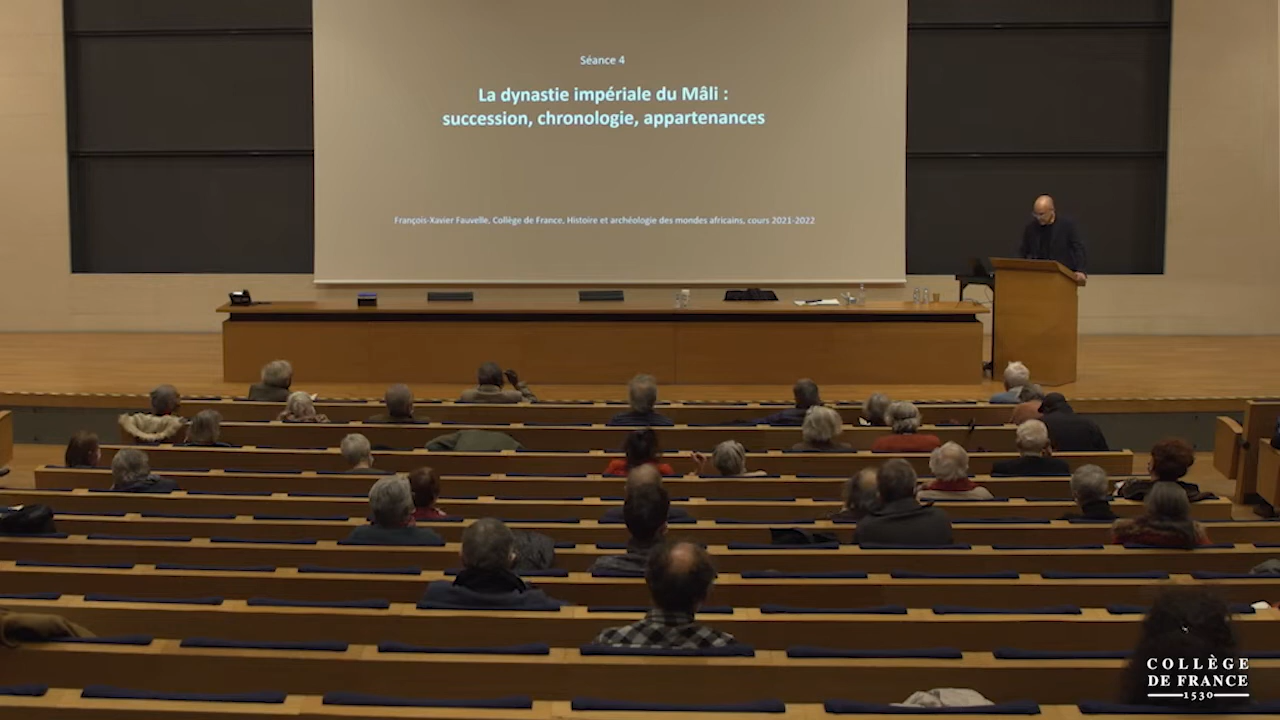 Séance 4
La dynastie impériale du Mâli :
succession, chronologie, appartenances
François-Xavier Fauvelle, Collège de France, Histoire et archéologie des mondes africains, cours 2021-2022
COLLÈGE
DE FRANCE
1530